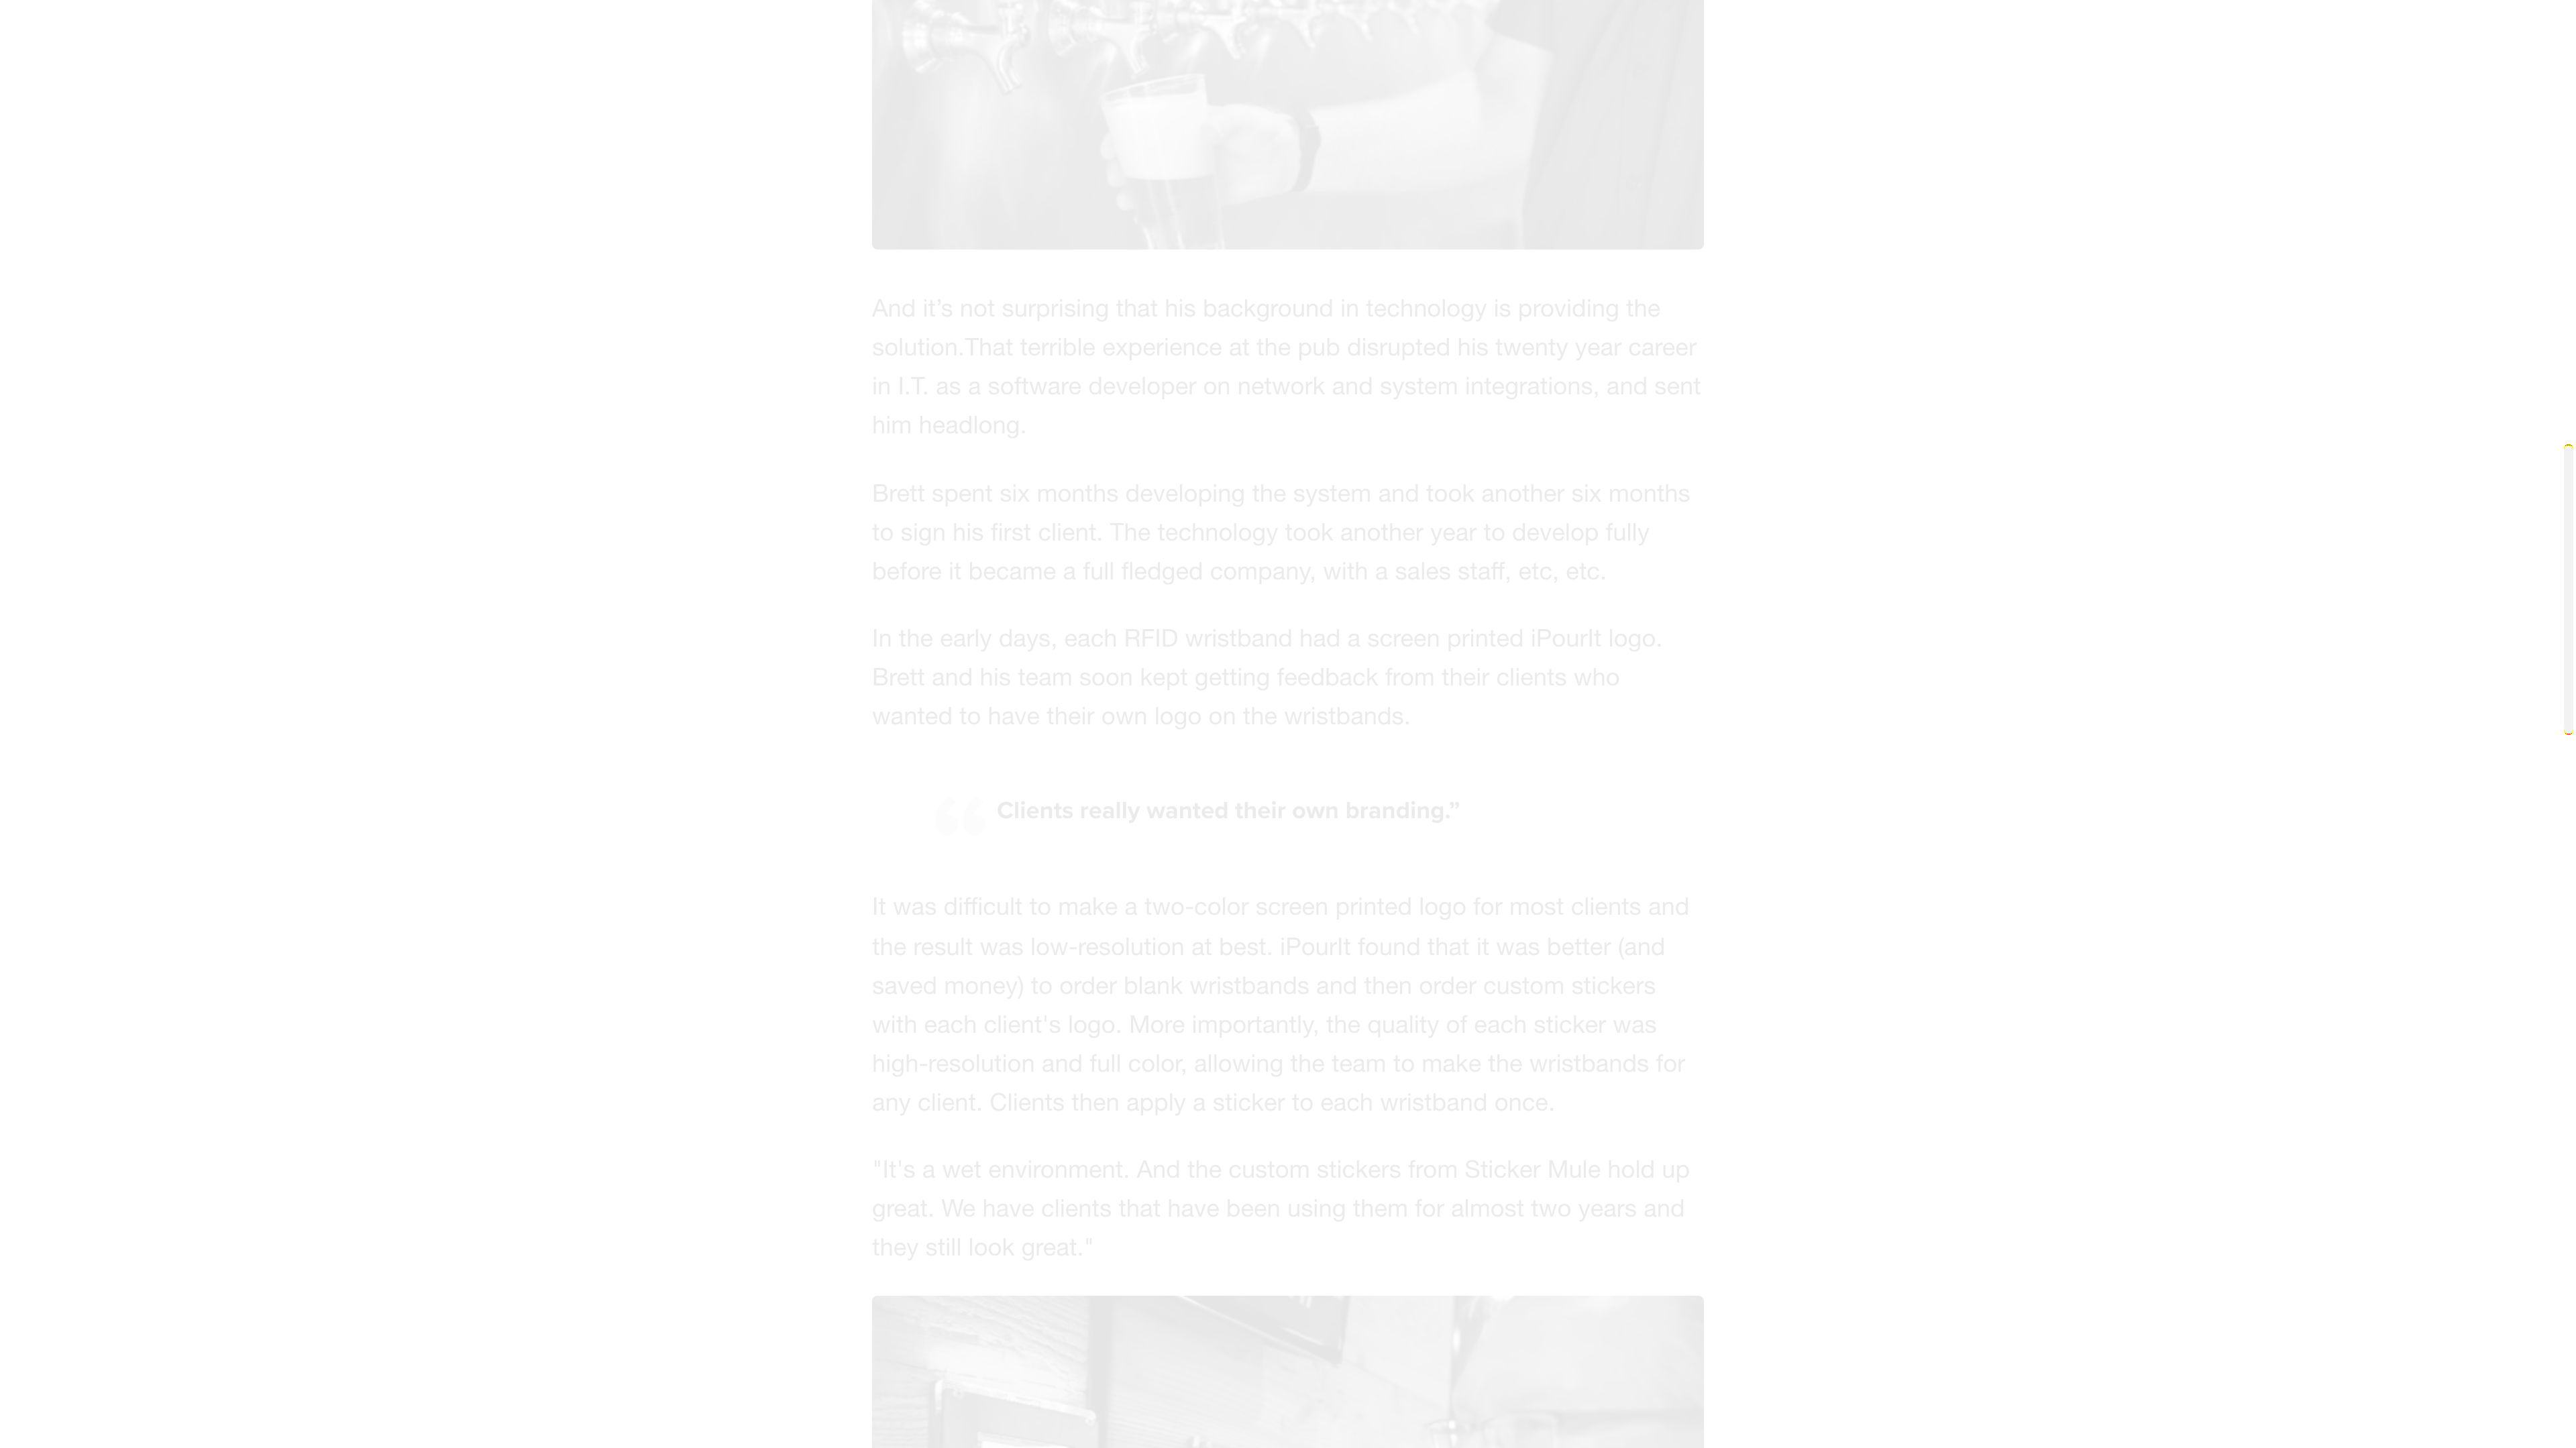 And it’s not surprising that his background in technology is providing the
solution.That terrible experience at the pub disrupted his twenty year career
in I.T. as a software developer on network and system integrations, and sent
him headlong.
Brett spent six months developing the system and took another six months
to sign his first client. The technology took another year to develop fully
before it became a full fledged company, with a sales staff, etc, etc.
In the early days, each RFID wristband had a screen printed iPourIt logo.
Brett and his team soon kept getting feedback from their clients who
wanted to have their own logo on the wristbands.
“ Clients really wanted their own branding.”
It was difficult to make a two-color screen printed logo for most clients and
the result was low-resolution at best. iPourIt found that it was better (and
saved money) to order blank wristbands and then order custom stickers
with each client's logo. More importantly, the quality of each sticker was
high-resolution and full color, allowing the team to make the wristbands for
any client. Clients then apply a sticker to each wristband once.
"It's a wet environment. And the custom stickers from Sticker Mule hold up
great. We have clients that have been using them for almost two years and
they still look great."